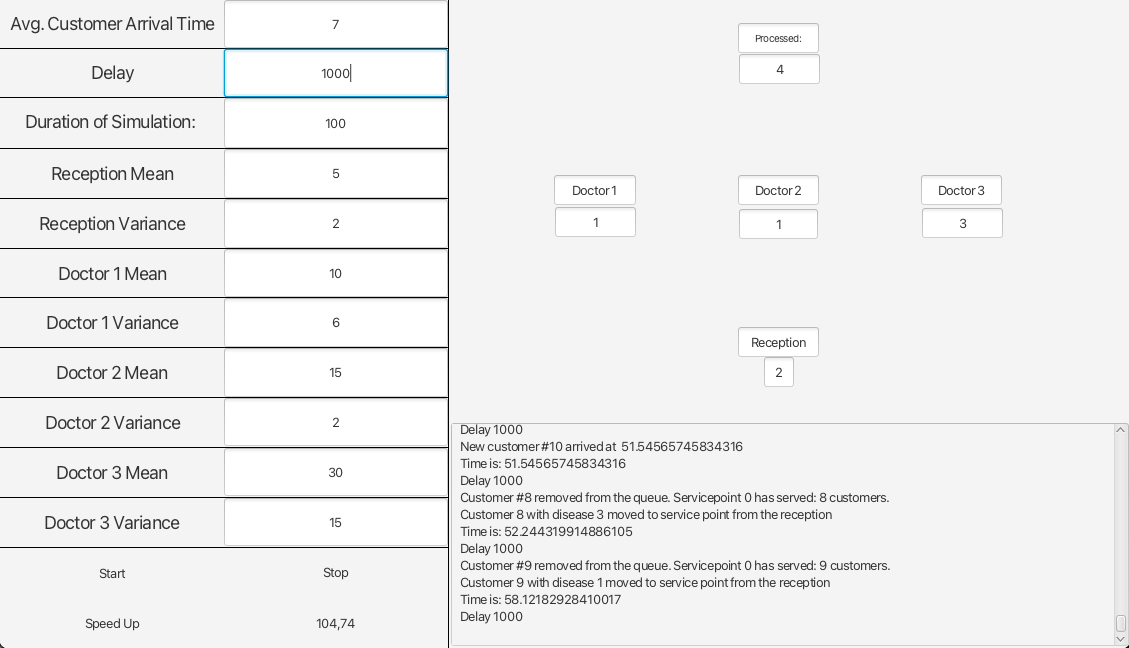 Avg. Customer Arrival Time 7
Delay 1000
Duration of Simulation: 100
Reception Mean 5
Reception Variance 2
Doctor 1 Mean 10
Doctor 1 Variance 6
Doctor 2 Mean 15
Doctor 2 Variance 2
Doctor 3 Mean 30
Doctor 3 Variance 15
Start Stop
Speed Up 104,74
Processed:
4
Doctor 1 Doctor 2 Doctor 3
1 1 3
Reception
2
Delay 1000
New customer #10 arrived at 51.54565745834316
Time is: 51.54565745834316
Delay 1000
Customer #8 removed from the queue. Servicepoint 0 has served: 8 customers.
Customer 8 with disease 3 moved to service point from the reception
Time is: 52.244319914886105
Delay 1000
Customer #9 removed from the queue. Servicepoint 0 has served: 9 customers.
Customer 9 with disease 1 moved to service point from the reception
Time is: 58.12182928410017
Delay 1000